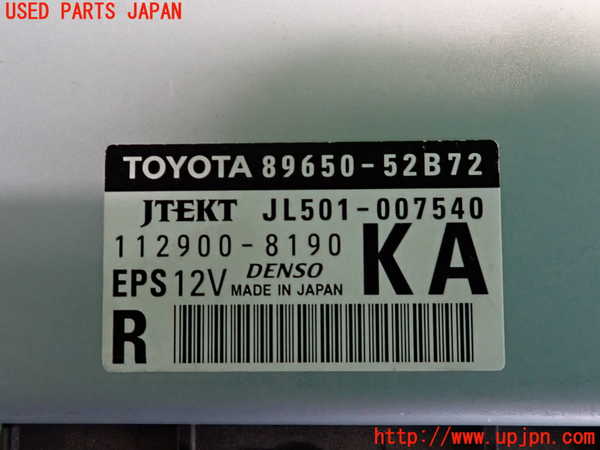 USED PARTS JAPAN
TOYOTA 89650-52B72
JTEKT JL501-007540
112900-8190 KA
EPS 12V DENSO
MADE IN JAPAN
R
http://www.upjpn.com/